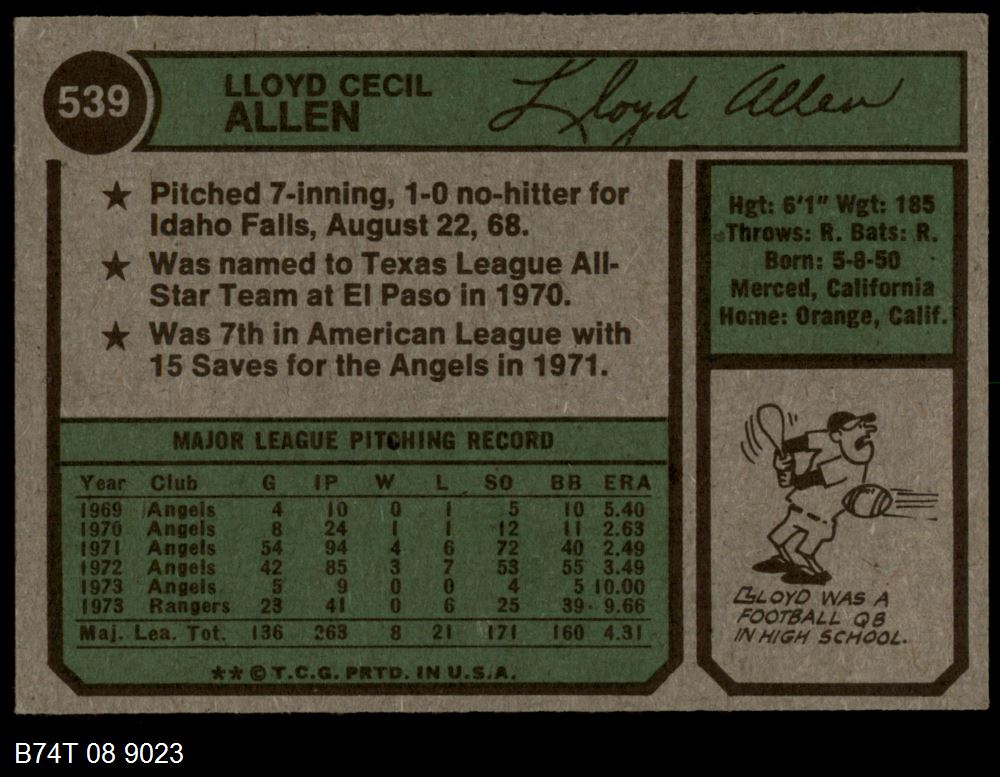 539
LLOYD CECIL
ALLEN
Lloyd Allen
★ Pitched 7-inning, 1-0 no-hitter for
Idaho Falls, August 22, 68.
★ Was named to Texas League All-
Star Team at El Paso in 1970.
★ Was 7th in American League with
15 Saves for the Angels in 1971.
Hgt: 6'1" Wgt: 185
Throws: R. Bats: R.
Born: 5-8-50
Merced, California
Home: Orange, Calif.
MAJOR LEAGUE PITCHING RECORD
Year Club G IP W L SO BB ERA
1969 Angels 4 10 0 1 5 10 5.40
1970 Angels 8 24 1 1 12 11 2.63
1971 Angels 54 94 4 6 72 40 2.49
1972 Angels 42 85 3 7 53 55 3.49
1973 Angels 5 9 0 0 4 5 10.00
1973 Rangers 23 41 0 6 25 39 9.66
Maj. Lea. Tot. 136 263 8 21 171 160 4.31
** © T.C.G. PRTD. IN U.S.A.
LLOYD WAS A
FOOTBALL QB
IN HIGH SCHOOL.
B74T 08 9023